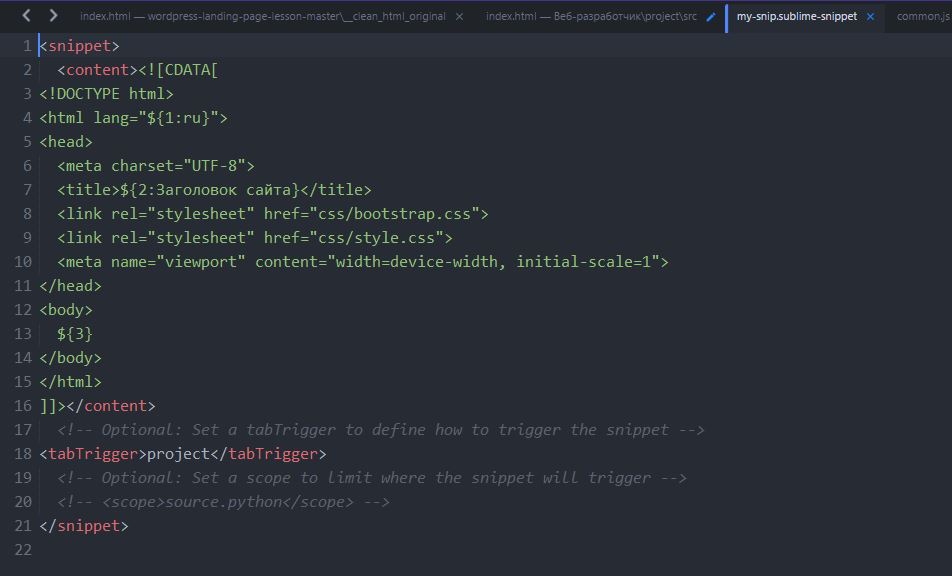 index.html — wordpress-landing-page-lesson-master\__clean_html_original × index.html — Веб-разработчик\project\src my-snip.sublime-snippet × common.js
1 <snippet>
2 <content><![CDATA[
3 <!DOCTYPE html>
4 <html lang="${1:ru}">
5 <head>
6 <meta charset="UTF-8">
7 <title>${2:Заголовок сайта}</title>
8 <link rel="stylesheet" href="css/bootstrap.css">
9 <link rel="stylesheet" href="css/style.css">
10 <meta name="viewport" content="width=device-width, initial-scale=1">
11 </head>
12 <body>
13 ${3}
14 </body>
15 </html>
16 ]]></content>
17 <!-- Optional: Set a tabTrigger to define how to trigger the snippet -->
18 <tabTrigger>project</tabTrigger>
19 <!-- Optional: Set a scope to limit where the snippet will trigger -->
20 <!-- <scope>source.python</scope> -->
21 </snippet>
22